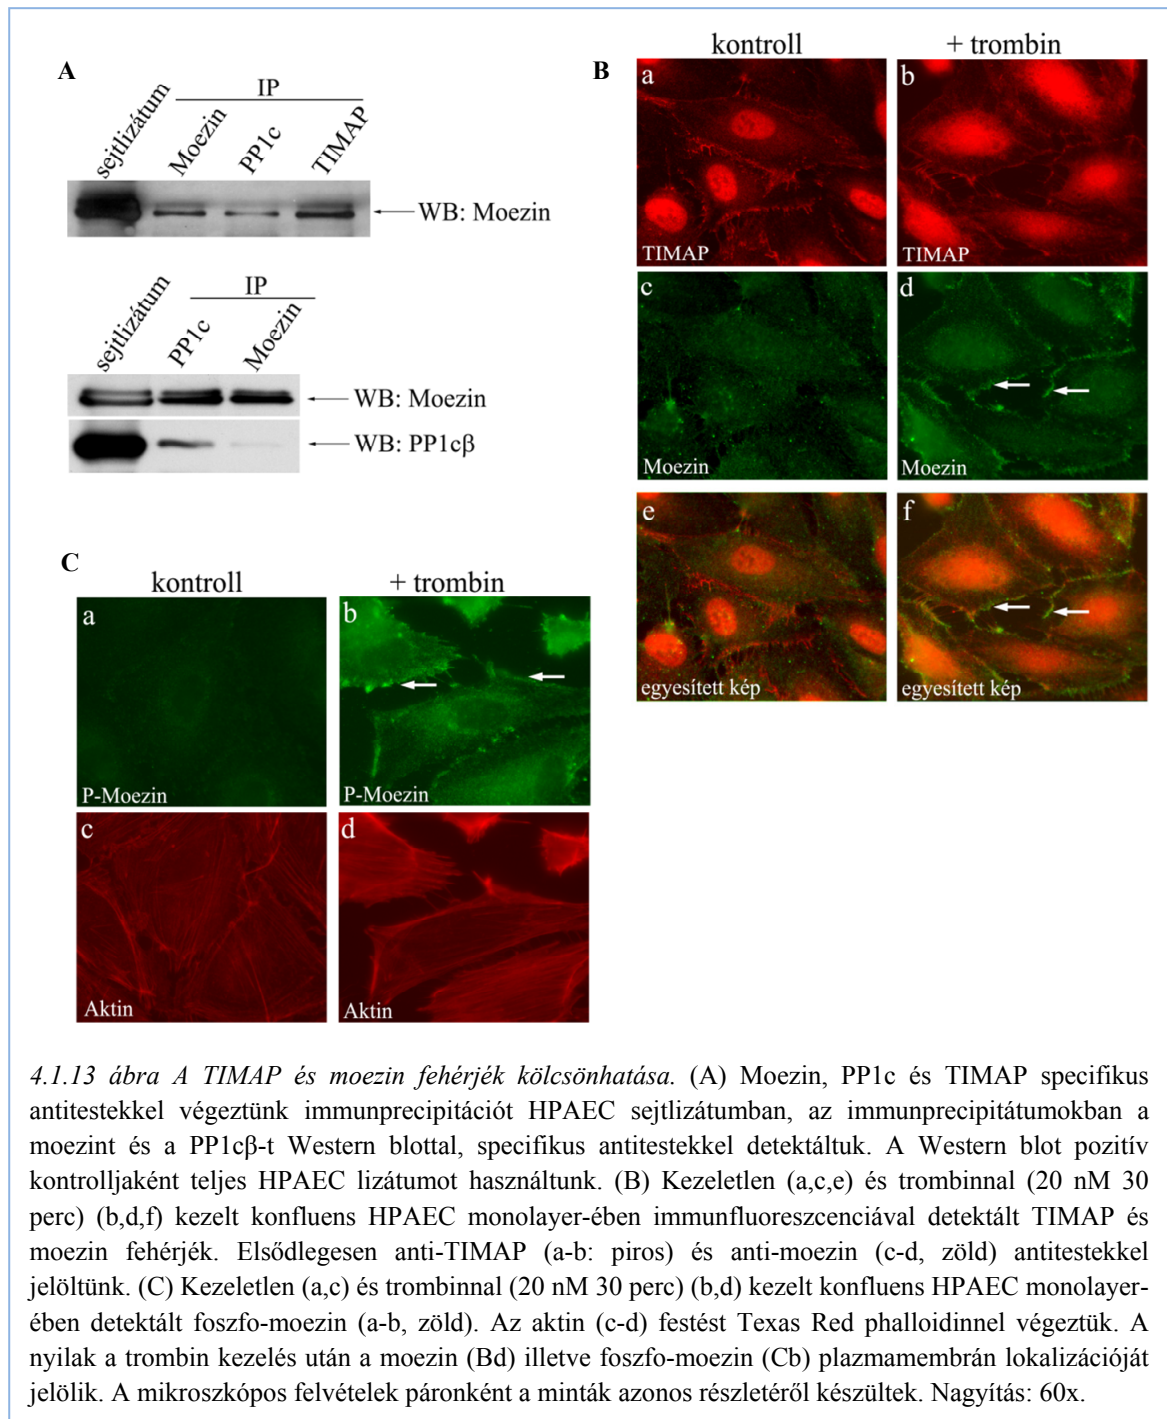 A
IP
sejtlizátum
Moezin
PP1c
TIMAP
WB: Moezin
IP
sejtlizátum
PP1c
Moezin
WB: Moezin
WB: PP1cβ
B
kontroll
+ trombin
a
TIMAP
b
TIMAP
c
Moezin
d
Moezin
e
egyesített kép
f
egyesített kép
C
kontroll
+ trombin
a
P-Moezin
b
P-Moezin
c
Aktin
d
Aktin
4.1.13 ábra A TIMAP és moezin fehérjék kölcsönhatása. (A) Moezin, PP1c és TIMAP specifikus
antitestekkel végeztünk immunprecipitációt HPAEC sejtlizátumban, az immunprecipitátumokban a
moezint és a PP1cβ-t Western blottal, specifikus antitestekkel detektáltuk. A Western blot pozitív
kontrolljaként teljes HPAEC lizátumot használtunk. (B) Kezeletlen (a,c,e) és trombinnal (20 nM 30
perc) (b,d,f) kezelt konfluens HPAEC monolayer-ében immunfluoreszcenciával detektált TIMAP és
moezin fehérjék. Elsődlegesen anti-TIMAP (a-b: piros) és anti-moezin (c-d, zöld) antitestekkel
jelöltünk. (C) Kezeletlen (a,c) és trombinnal (20 nM 30 perc) (b,d) kezelt konfluens HPAEC monolayer-
ében detektált foszfo-moezin (a-b, zöld). Az aktin (c-d) festést Texas Red phalloidinnel végeztük. A
nyilak a trombin kezelés után a moezin (Bd) illetve foszfo-moezin (Cb) plazmamembrán lokalizációját
jelölik. A mikroszkópos felvételek páronként a minták azonos részletéről készültek. Nagyítás: 60x.